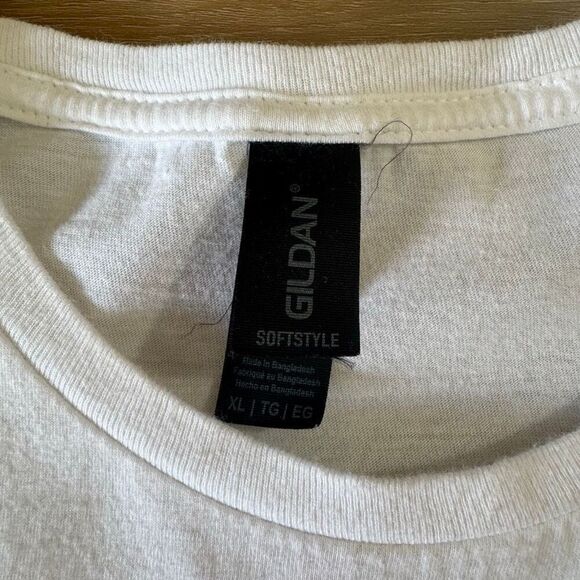 GILDAN®
SOFTSTYLE
Made in Bangladesh
Fabriqué au Bangladesh
Hecho en Bangladesh
XL | TG | EG